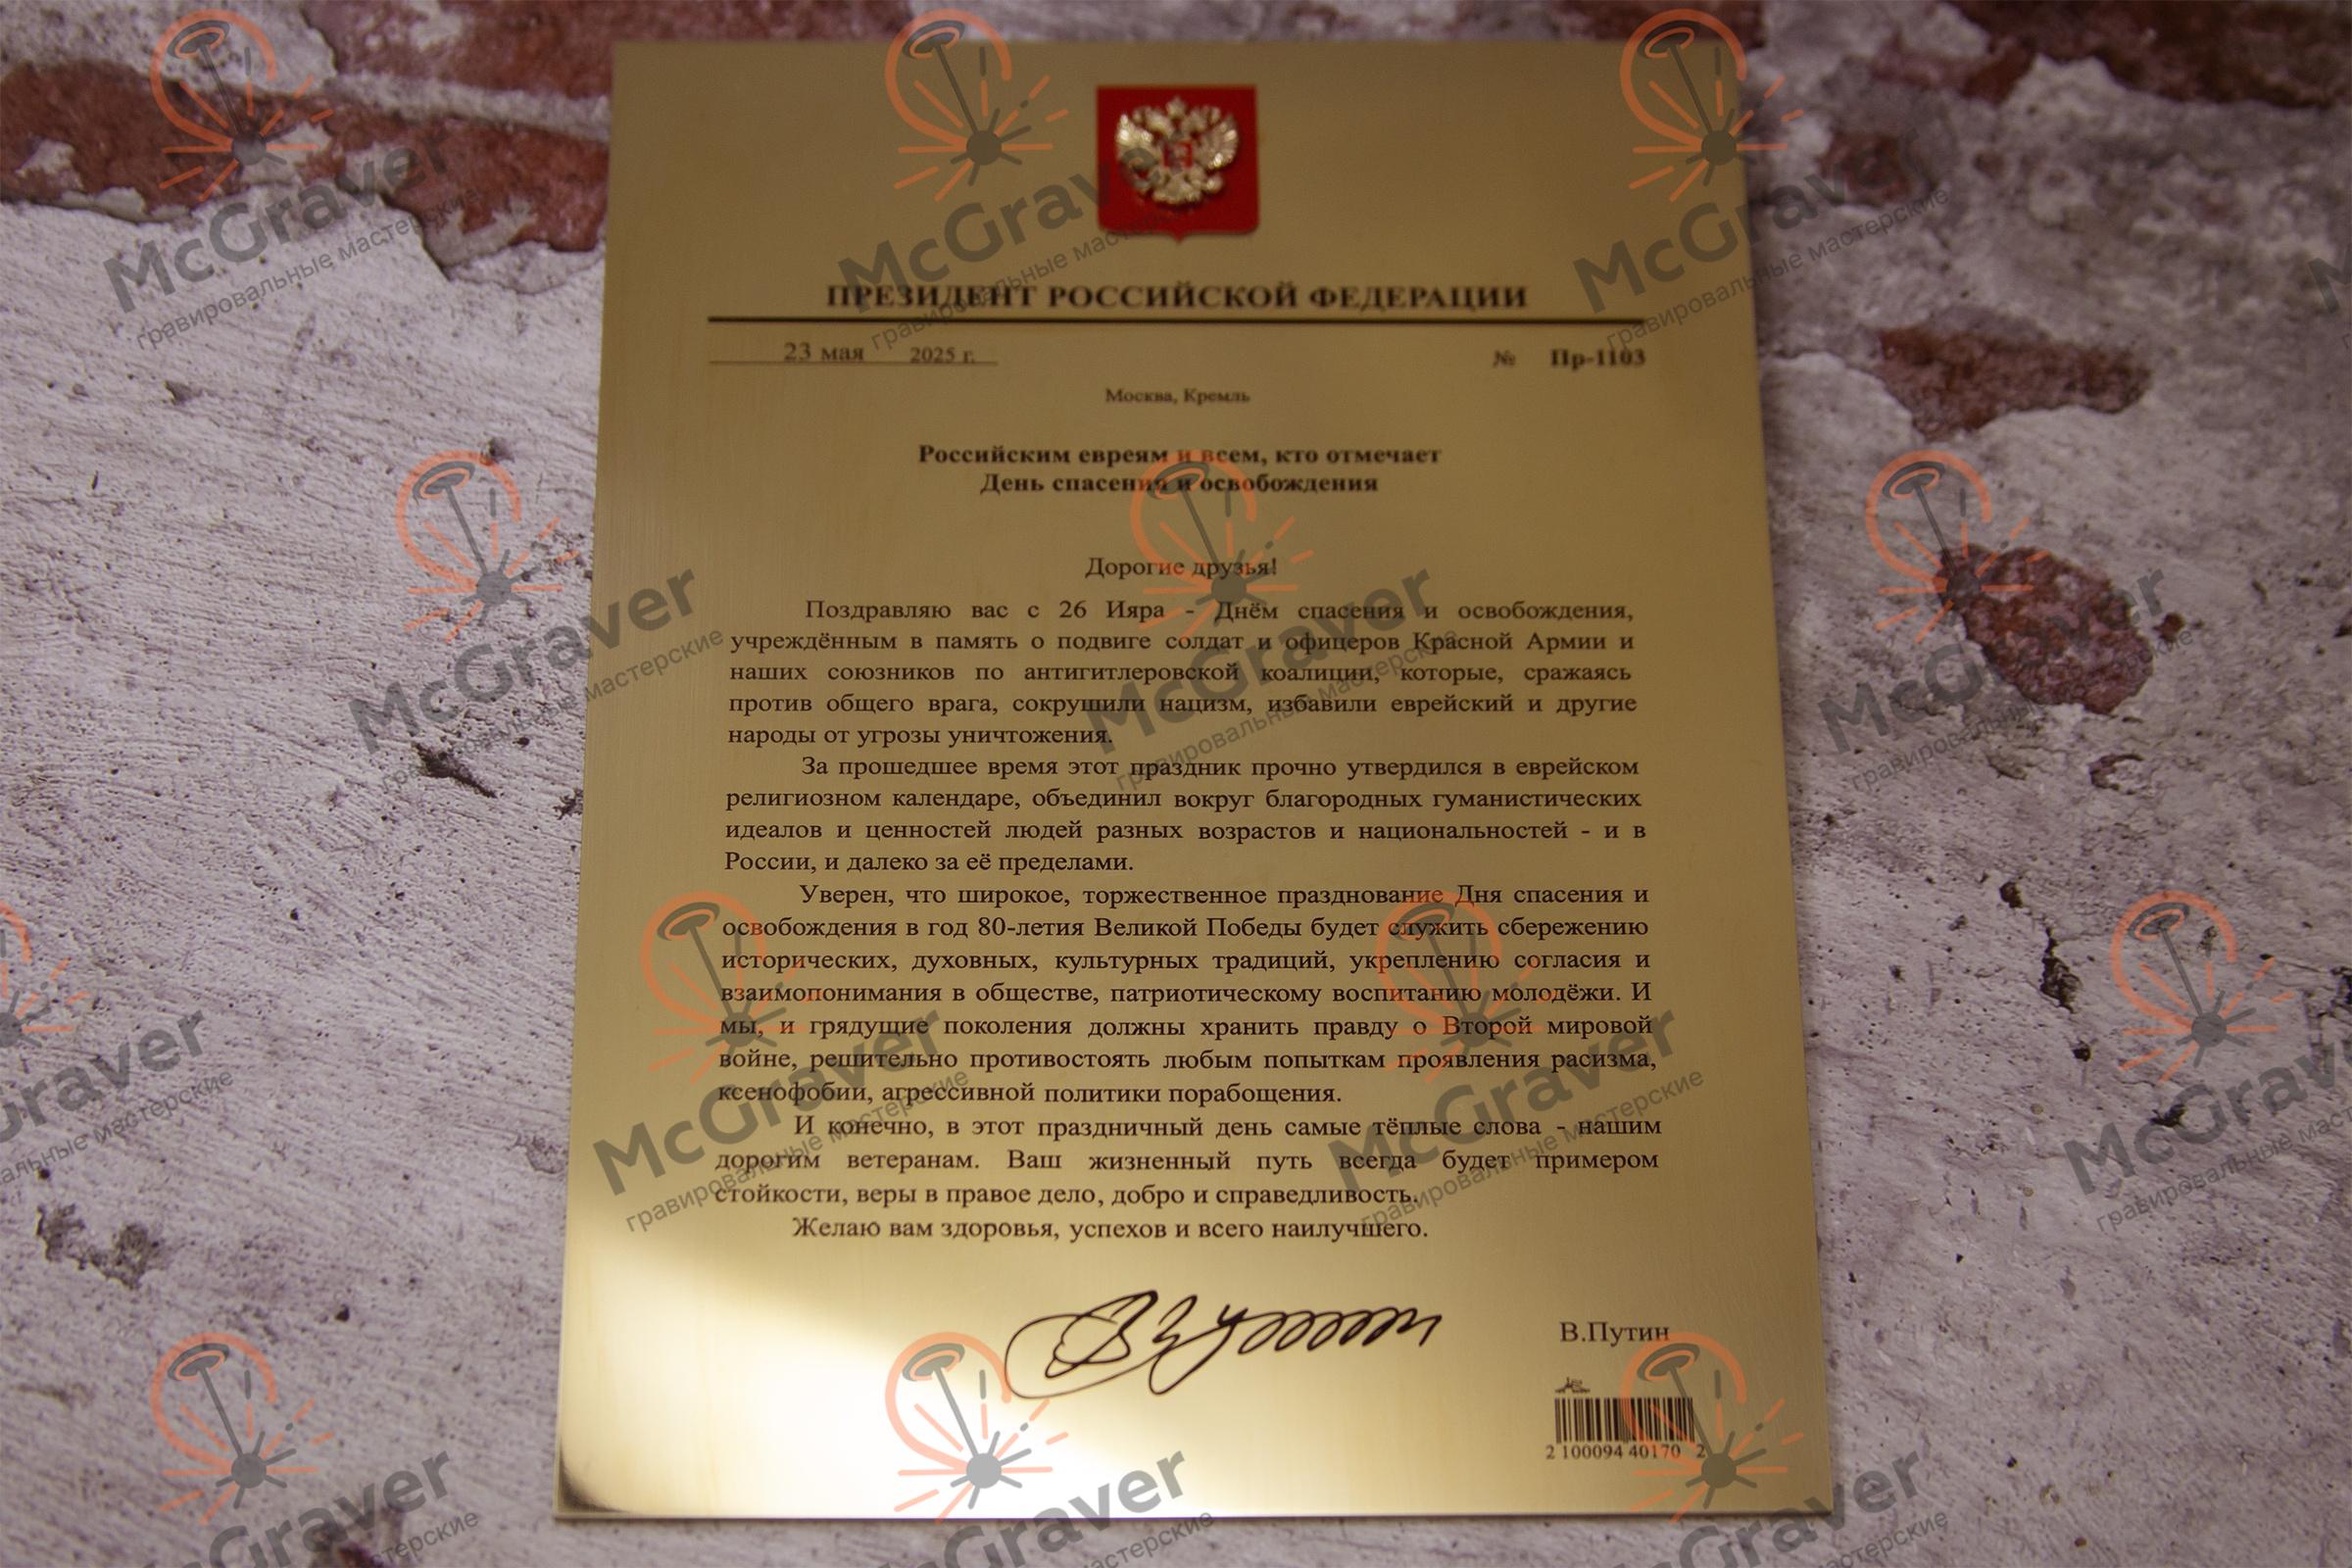 ПРЕЗИДЕНТ РОССИЙСКОЙ ФЕДЕРАЦИИ
23 мая 2025 г. № Пр-1103
Москва, Кремль
Российским евреям и всем, кто отмечает
День спасения и освобождения
Дорогие друзья!
Поздравляю вас с 26 Ияра - Днём спасения и освобождения,
учреждённым в память о подвиге солдат и офицеров Красной Армии и
наших союзников по антигитлеровской коалиции, которые, сражаясь
против общего врага, сокрушили нацизм, избавили еврейский и другие
народы от угрозы уничтожения.
За прошедшее время этот праздник прочно утвердился в еврейском
религиозном календаре, объединил вокруг благородных гуманистических
идеалов и ценностей людей разных возрастов и национальностей - и в
России, и далеко за её пределами.
Уверен, что широкое, торжественное празднование Дня спасения и
освобождения в год 80-летия Великой Победы будет служить сбережению
исторических, духовных, культурных традиций, укреплению согласия и
взаимопонимания в обществе, патриотическому воспитанию молодёжи. И
мы, и грядущие поколения должны хранить правду о Второй мировой
войне, решительно противостоять любым попыткам проявления расизма,
ксенофобии, агрессивной политики порабощения.
И конечно, в этот праздничный день самые тёплые слова - нашим
дорогим ветеранам. Ваш жизненный путь всегда будет примером
стойкости, веры в правое дело, добро и справедливость.
Желаю вам здоровья, успехов и всего наилучшего.
В.Путин
2 100094 40170 2
McGraver
гравировальные мастерские